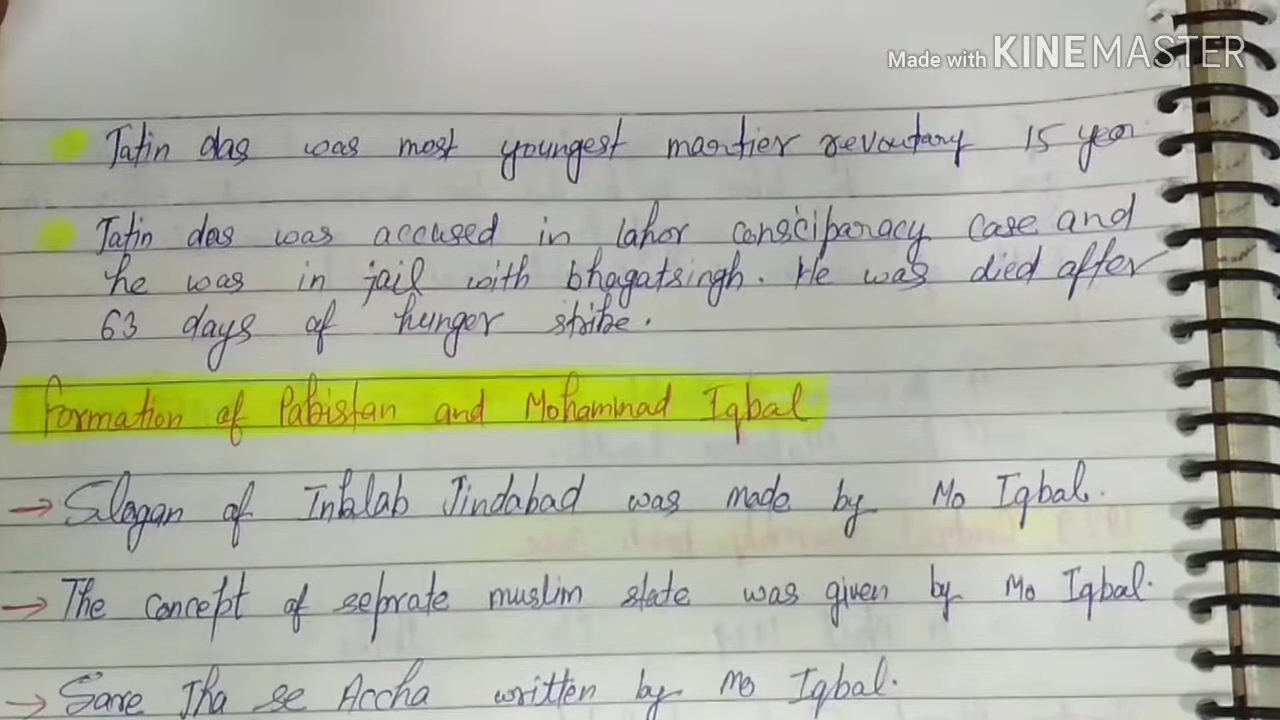 Made with KINEMASTER
Jatin das was most youngest martier revoutary 15 year
Jatin das was accused in lahor consciparacy case and
he was in jail with bhagatsingh. He was died after
63 days of hunger strike.
formation of Pakistan and Mohammad Iqbal
→ Slogan of Inklab Jindabad was made by Mo Iqbal.
→ The concept of seprate muslim state was given by Mo Iqbal.
→ Sare Jha se Accha written by Mo Iqbal.